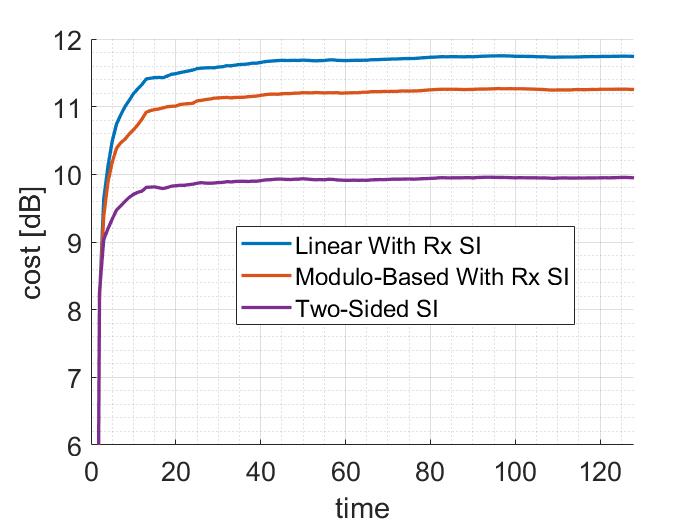 12
11
10
9
8
7
6
cost [dB]
Linear With Rx SI
Modulo-Based With Rx SI
Two-Sided SI
0 20 40 60 80 100 120
time